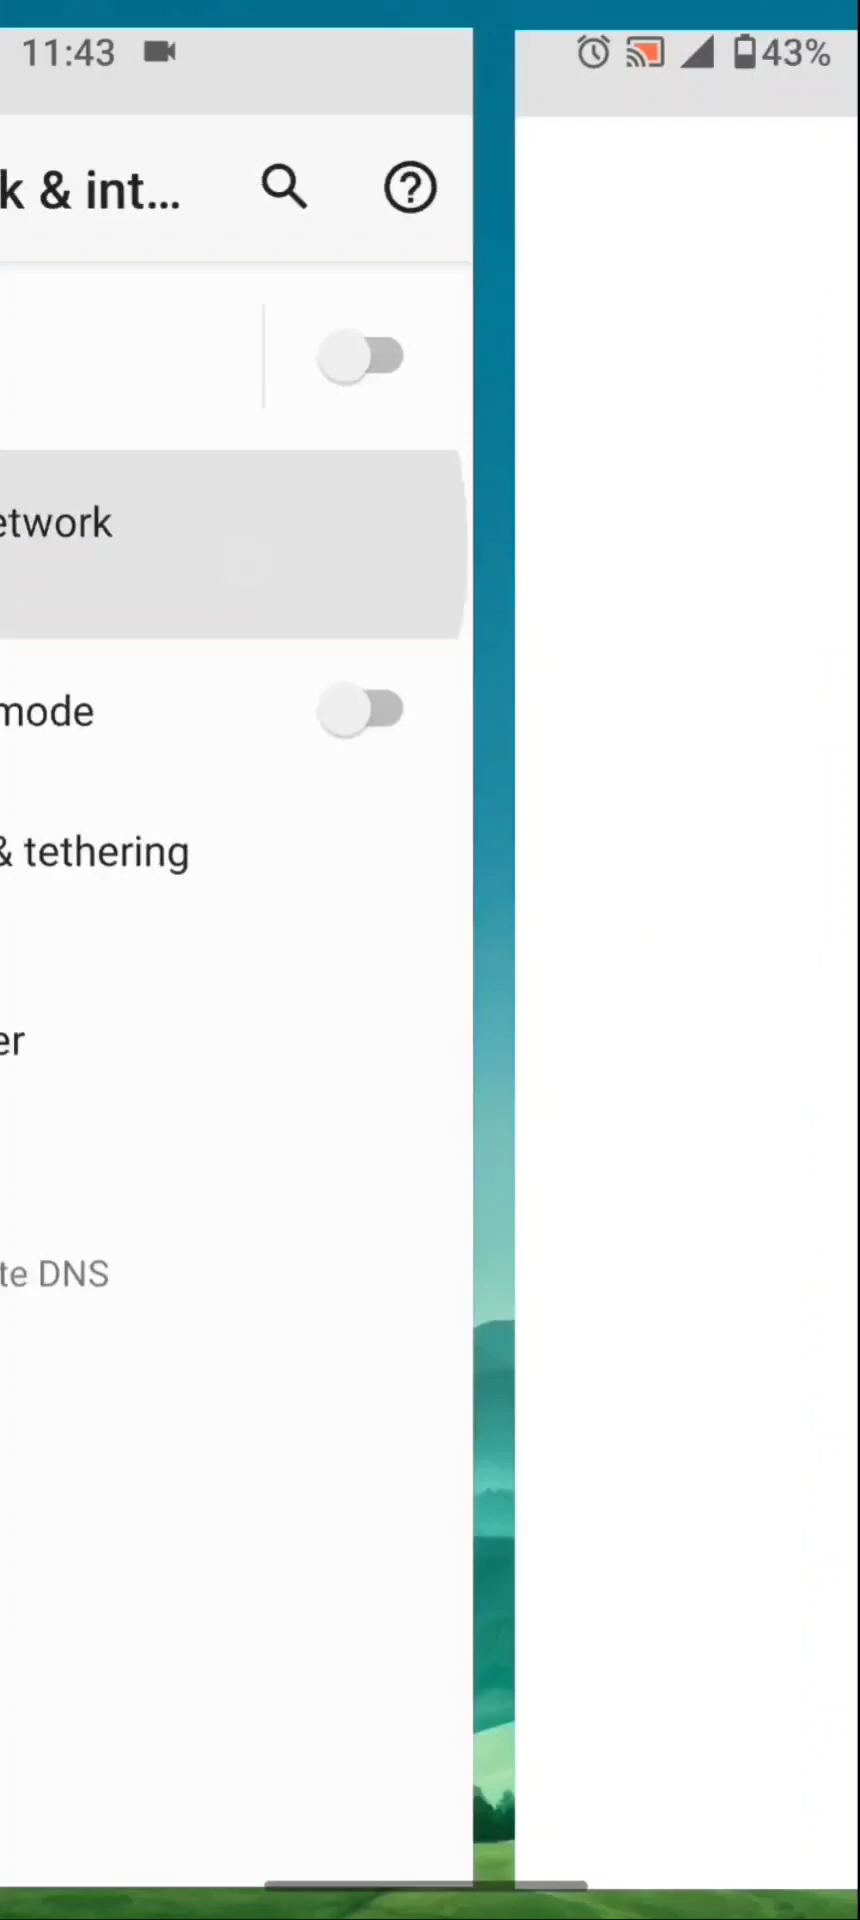 11:43 43%
k & int...
etwork
mode
& tethering
er
te DNS